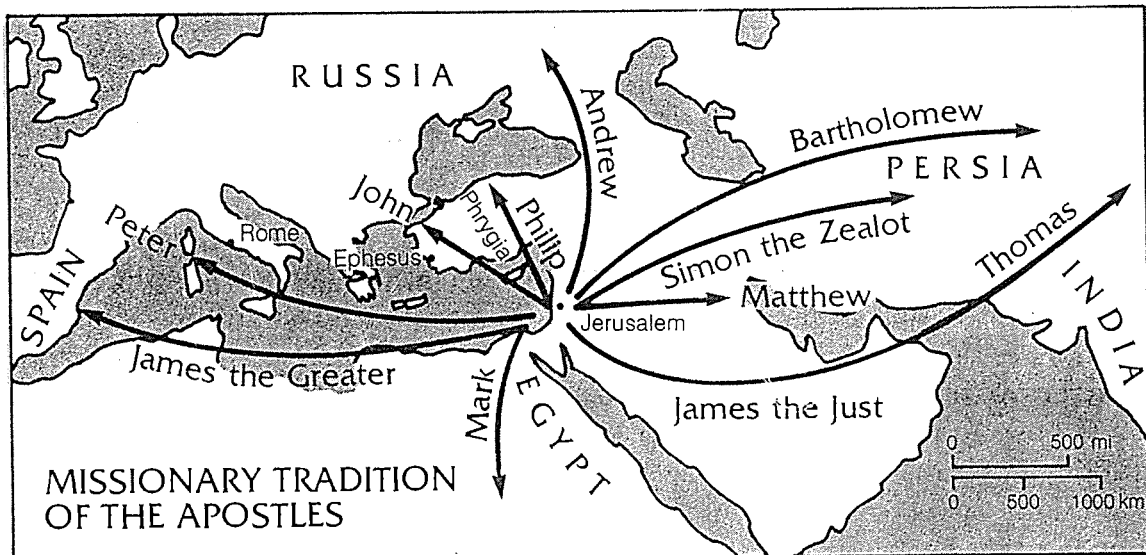 RUSSIA
Andrew
Bartholomew
PERSIA
John
Phrygia
Philip
Simon the Zealot
Thomas
Peter
Rome
Ephesus
Matthew
INDIA
SPAIN
Jerusalem
James the Greater
Mark
EGYPT
James the Just
0 500 mi
0 500 1000 km
MISSIONARY TRADITION
OF THE APOSTLES